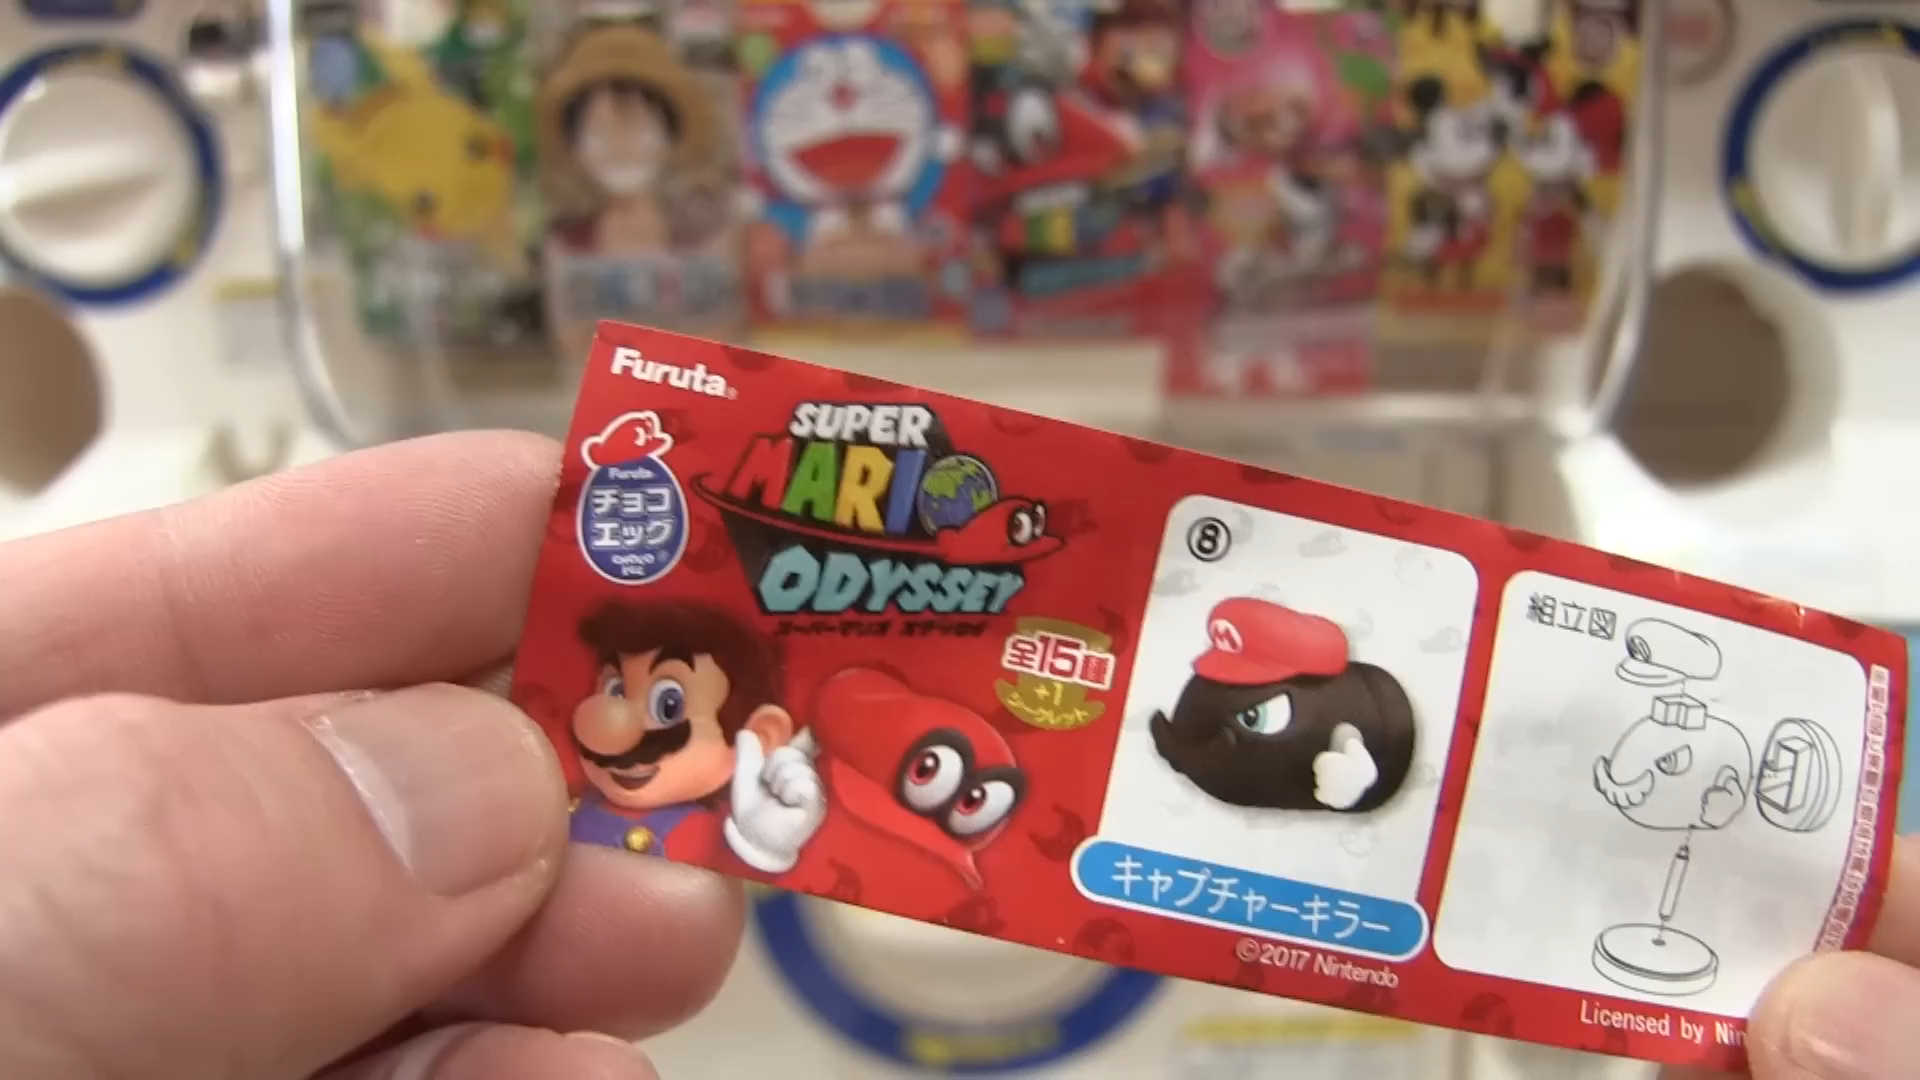 Furuta
Furuta
チョコ
エッグ
CHOCO
EGG
SUPER
MARIO
ODYSSEY
スーパーマリオ オデッセイ
全15種
+1
シークレット
⑧
M
キャプチャーキラー
©2017 Nintendo
組立図
Licensed by Nin